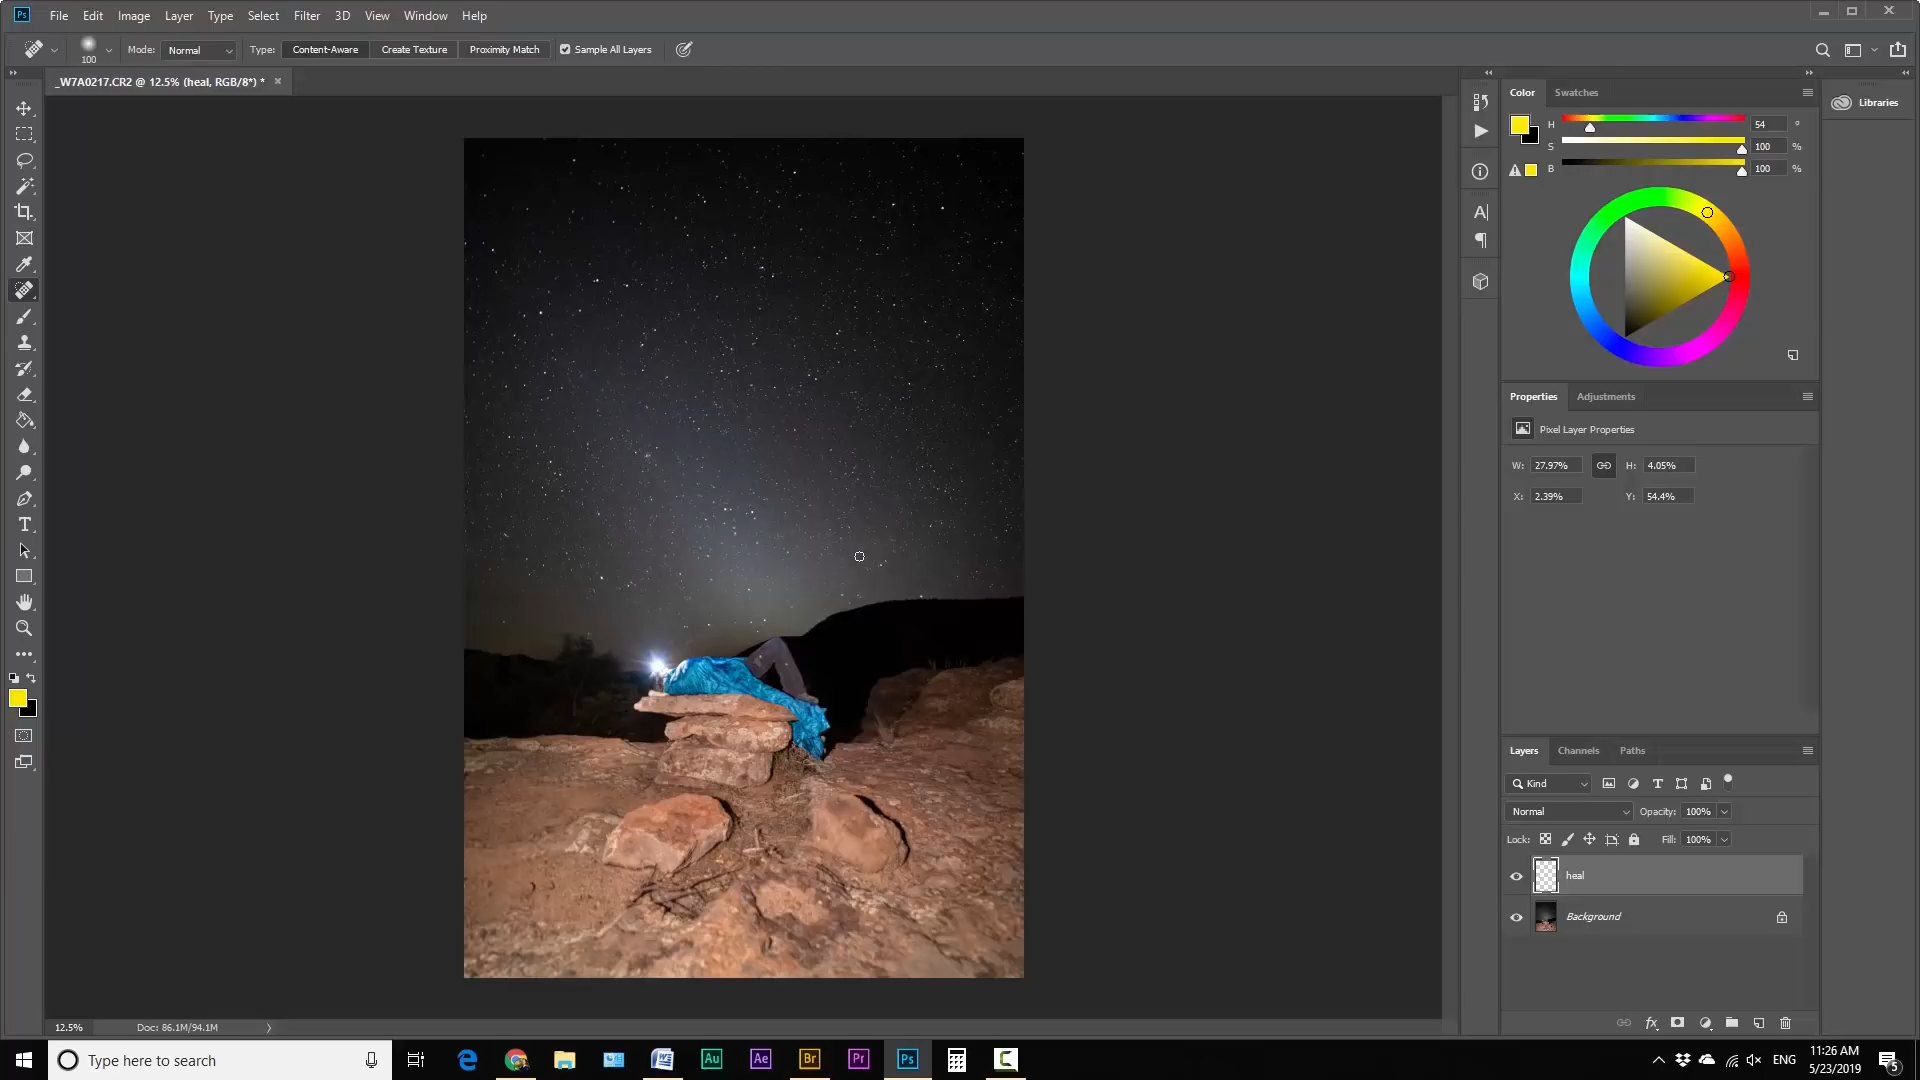 Ps File Edit Image Layer Type Select Filter 3D View Window Help
100 Mode: Normal Type: Content-Aware Create Texture Proximity Match Sample All Layers
_W7A0217.CR2 @ 12.5% (heal, RGB/8*) *
Color Swatches
Libraries
H 54 °
S 100 %
B 100 %
Properties Adjustments
Pixel Layer Properties
W: 27.97% H: 4.05%
X: 2.39% Y: 54.4%
Layers Channels Paths
Kind
Normal Opacity: 100%
Lock: Fill: 100%
heal
Background
fx
12.5% Doc: 86.1M/94.1M
Type here to search
Au Ae Br Pr Ps
ENG
11:26 AM
5/23/2019
5